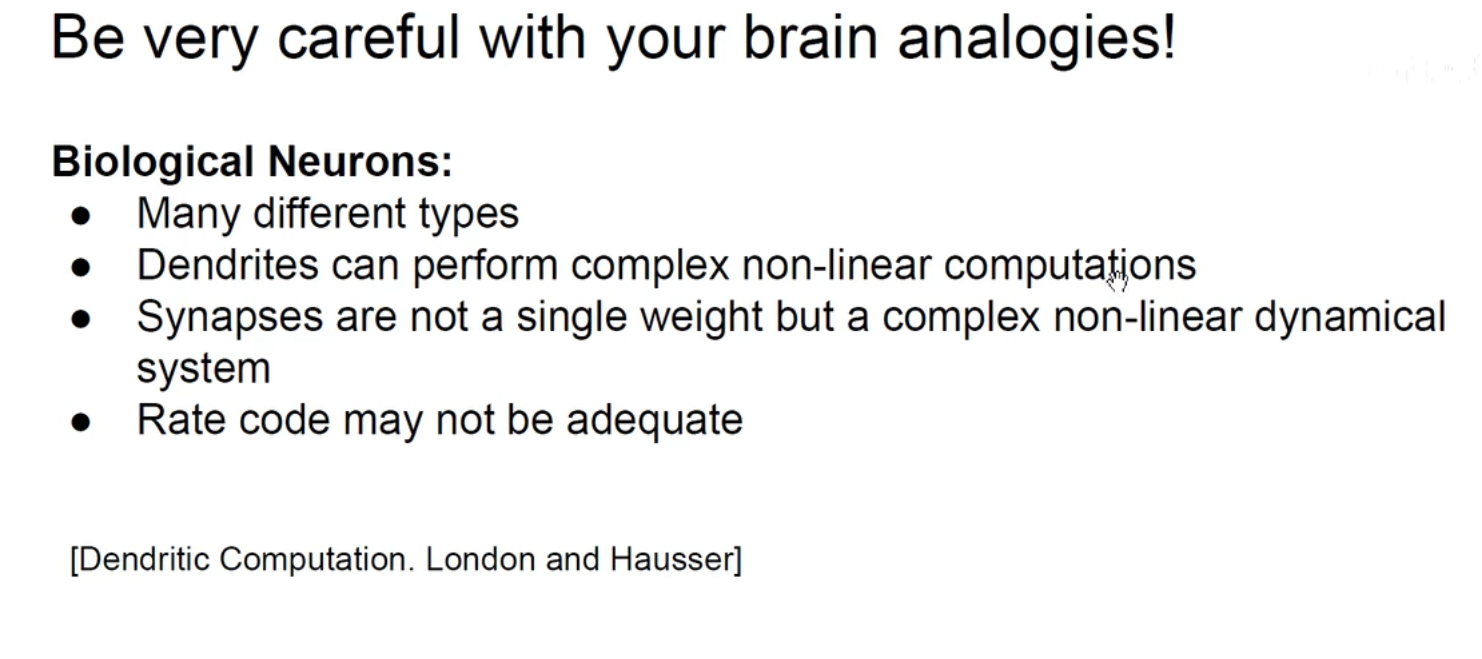 Be very careful with your brain analogies!
Biological Neurons:
● Many different types
● Dendrites can perform complex non-linear computations
● Synapses are not a single weight but a complex non-linear dynamical
system
● Rate code may not be adequate
[Dendritic Computation. London and Hausser]